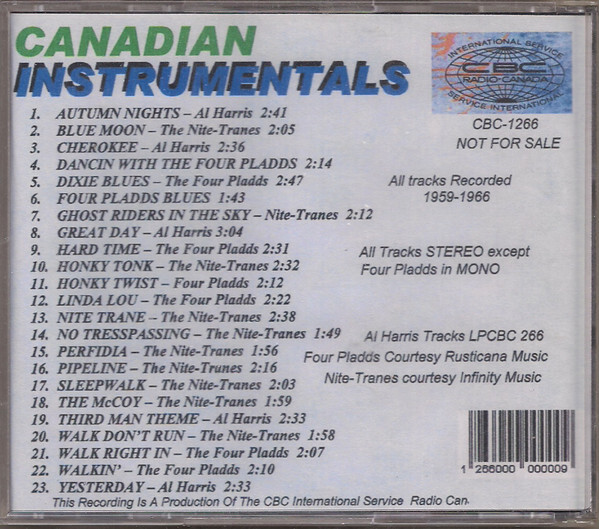 CANADIAN
INSTRUMENTALS
INTERNATIONAL SERVICE
CBC
RADIO-CANADA
SERVICE INTERNATIONAL
CBC-1266
NOT FOR SALE
1. AUTUMN NIGHTS – Al Harris 2:41
2. BLUE MOON – The Nite-Tranes 2:05
3. CHEROKEE – Al Harris 2:36
4. DANCIN WITH THE FOUR PLADDS 2:14
5. DIXIE BLUES – The Four Pladds 2:47
6. FOUR PLADDS BLUES 1:43
7. GHOST RIDERS IN THE SKY – Nite-Tranes 2:12
8. GREAT DAY – Al Harris 3:04
9. HARD TIME – The Four Pladds 2:31
10. HONKY TONK – The Nite-Tranes 2:32
11. HONKY TWIST – Four Pladds 2:12
12. LINDA LOU – The Four Pladds 2:22
13. NITE TRANE – The Nite-Tranes 2:38
14. NO TRESSPASSING – The Nite-Tranes 1:49
15. PERFIDIA – The Nite-Tranes 1:56
16. PIPELINE – The Nite-Trunes 2:16
17. SLEEPWALK – The Nite-Tranes 2:03
18. THE McCOY – The Nite-Tranes 1:59
19. THIRD MAN THEME – Al Harris 2:33
20. WALK DON'T RUN – The Nite-Tranes 1:58
21. WALK RIGHT IN – The Four Pladds 2:07
22. WALKIN' – The Four Pladds 2:10
23. YESTERDAY – Al Harris 2:33
All tracks Recorded
1959-1966
All Tracks STEREO except
Four Pladds in MONO
Al Harris Tracks LPCBC 266
Four Pladds Courtesy Rusticana Music
Nite-Tranes courtesy Infinity Music
1 266000 000009
This Recording Is A Production Of The CBC International Service Radio Can